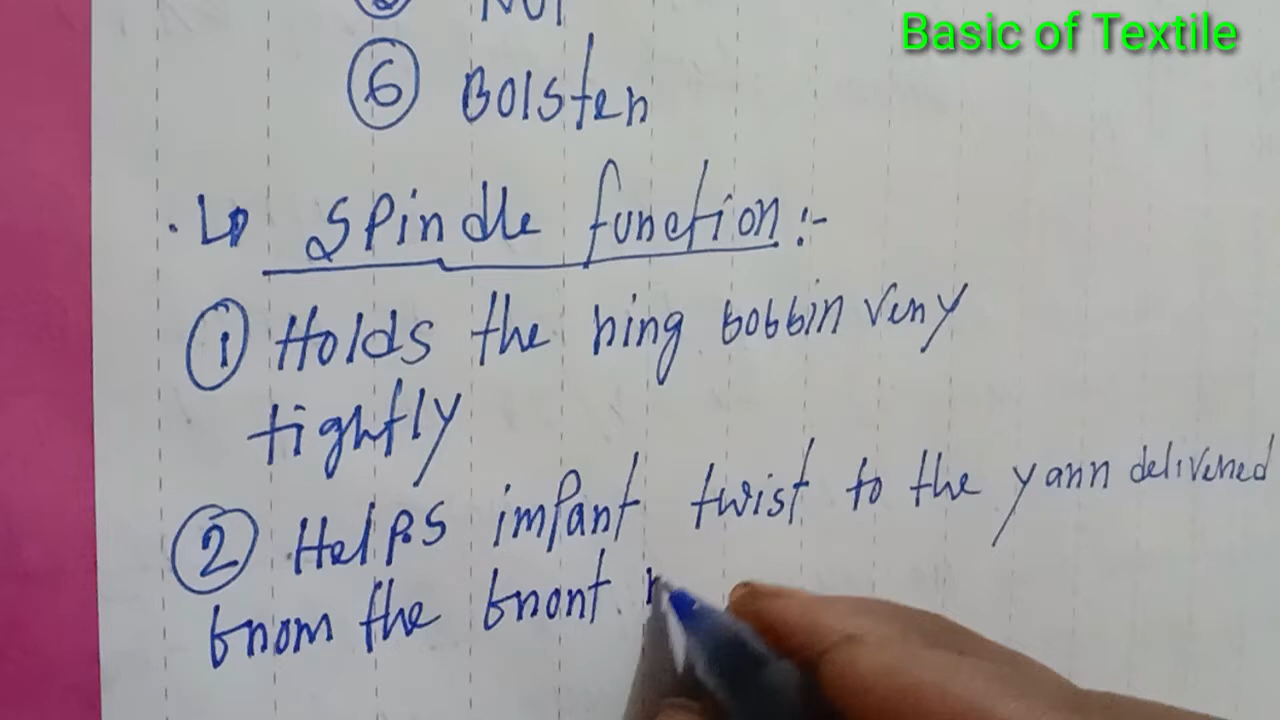 Basic of Textile
⑥ Bolster
↳ Spindle function :-
① Holds the ring bobbin very
tightly
② Helps impart twist to the yarn delivered
from the front